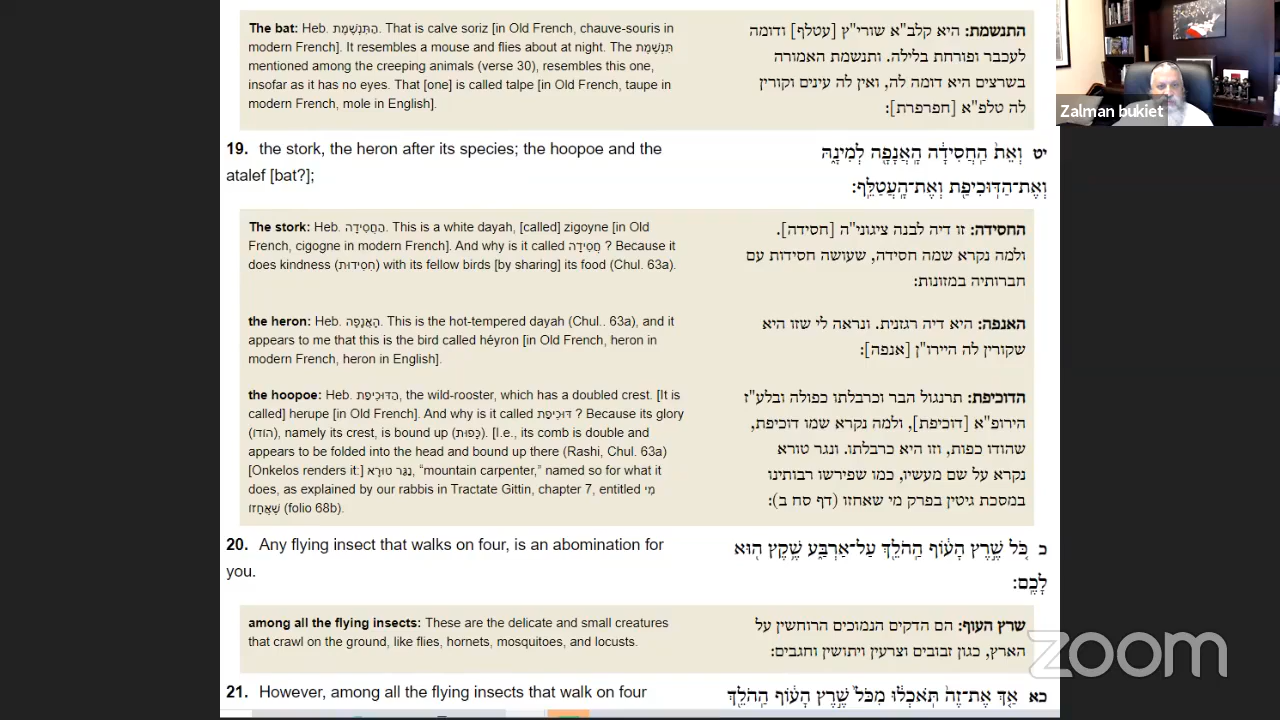 The bat: Heb. הַתִּנְשֶׁמֶת. That is calve soriz [in Old French, chauve-souris in
modern French]. It resembles a mouse and flies about at night. The תִּנְשֶׁמֶת
mentioned among the creeping animals (verse 30), resembles this one,
insofar as it has no eyes. That [one] is called talpe [in Old French, taupe in
modern French, mole in English].
התנשמת: היא קלב"א שורי"ץ [עטלף] ודומה
לעכבר ופורחת בלילה. ותנשמת האמורה
בשרצים היא דומה לה, ואין לה עינים וקורין
לה טלפ"א [חפרפרת]:
19. the stork, the heron after its species; the hoopoe and the
atalef [bat?];
יט וְאֵת֙ הַֽחֲסִידָ֔ה הָֽאֲנָפָ֖ה לְמִינָ֑הּ
וְאֶת־הַדּֽוּכִיפַ֖ת וְאֶת־הָֽעֲטַלֵּֽף:
The stork: Heb. הַחֲסִידָה. This is a white dayah, [called] zigoyne [in Old
French, cigogne in modern French]. And why is it called חֲסִידָה ? Because it
does kindness (חֲסִידוּת) with its fellow birds [by sharing] its food (Chul. 63a).
החסידה: זו דיה לבנה ציגוני"ה [חסידה].
ולמה נקרא שמה חסידה, שעושה חסידות עם
חברותיה במזונות:
the heron: Heb. הָאֲנָפָה. This is the hot-tempered dayah (Chul.. 63a), and it
appears to me that this is the bird called héyron [in Old French, heron in
modern French, heron in English].
האנפה: היא דיה רגזנית. ונראה לי שזו היא
שקורין לה היירו"ן [אנפה]:
the hoopoe: Heb. הַדּוּכִיפַת, the wild-rooster, which has a doubled crest. [It is
called] herupe [in Old French]. And why is it called דּוּכִיפַת ? Because its glory
(הוֹדוֹ), namely its crest, is bound up (כָּפוּת). [I.e., its comb is double and
appears to be folded into the head and bound up there (Rashi, Chul. 63a)
[Onkelos renders it:] נַגַּר טוּרָא, “mountain carpenter,” named so for what it
does, as explained by our rabbis in Tractate Gittin, chapter 7, entitled מִי
שֶׁאֲחָזוֹ (folio 68b).
הדוכיפת: תרנגול הבר וכרבלתו כפולה ובלע"ז
הירופ"א [דוכיפת], ולמה נקרא שמו דוכיפת,
שהודו כפות, וזו היא כרבלתו. ונגר טורא
נקרא על שם מעשיו, כמו שפירשו רבותינו
במסכת גיטין בפרק מי שאחזו (דף סח ב):
20. Any flying insect that walks on four, is an abomination for
you.
כ כֹּ֚ל שֶׁ֣רֶץ הָע֔וֹף הַֽהֹלֵ֖ךְ עַל־אַרְבַּ֑ע שֶׁ֥קֶץ ה֖וּא
לָכֶֽם:
among all the flying insects: These are the delicate and small creatures
that crawl on the ground, like flies, hornets, mosquitoes, and locusts.
שרץ העוף: הם הדקים הנמוכים הרוחשין על
הארץ, כגון זבובים וצרעין ויתושין וחגבים:
21. However, among all the flying insects that walk on four
כא אַ֤ךְ אֶת־זֶה֙ תֹּֽאכְל֔וּ מִכֹּל֙ שֶׁ֣רֶץ הָע֔וֹף הַֽהֹלֵ֖ךְ
Zalman bukiet
zoom